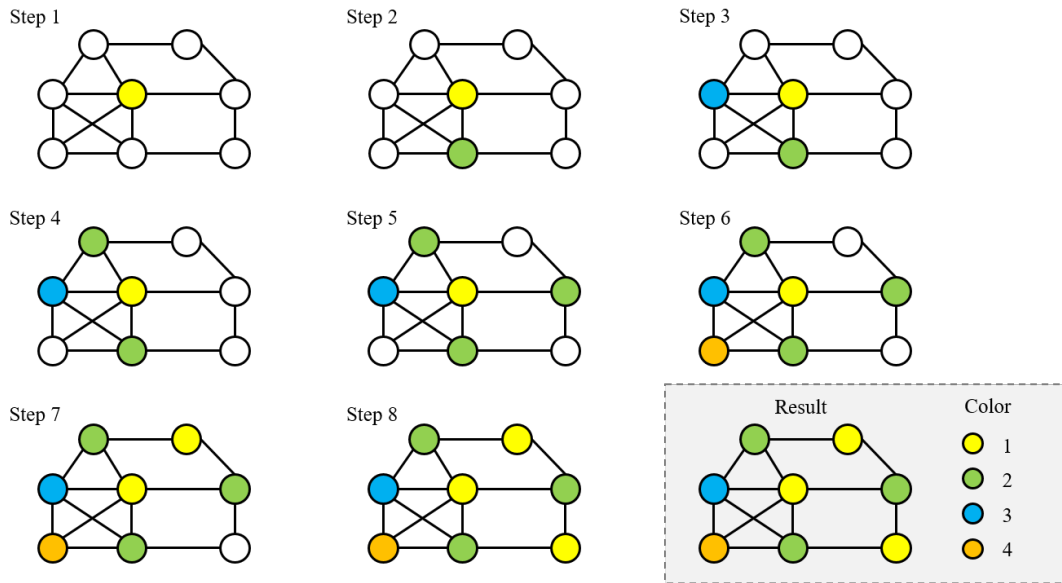 Step 1
Step 2
Step 3
Step 4
Step 5
Step 6
Step 7
Step 8
Result
Color
1
2
3
4